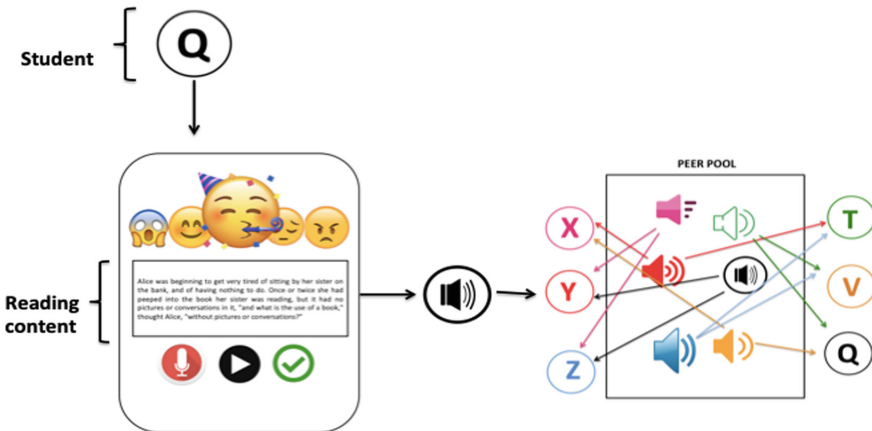 Student
Q
Reading
content
Alice was beginning to get very tired of sitting by her sister on
the bank, and of having nothing to do. Once or twice she had
peeped into the book her sister was reading, but it had no
pictures or conversations in it, "and what is the use of a book,"
thought Alice, "without pictures or conversations?"
PEER POOL
X
Y
Z
T
V
Q